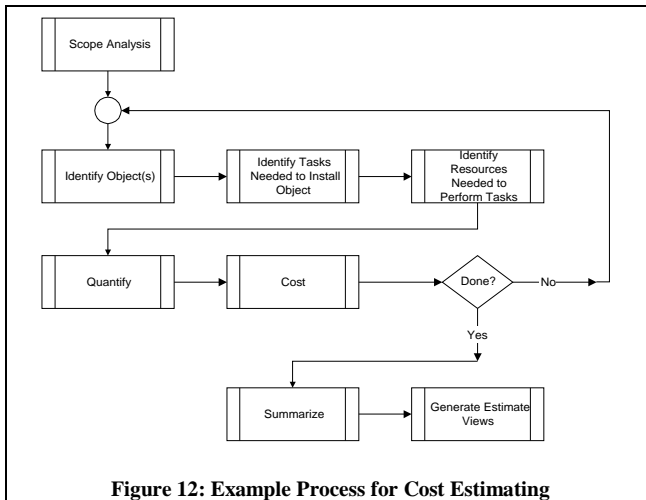 Scope Analysis
Identify Object(s)
Identify Tasks
Needed to Install
Object
Identify
Resources
Needed to
Perform Tasks
Quantify
Cost
Done?
No
Yes
Summarize
Generate Estimate
Views
Figure 12: Example Process for Cost Estimating